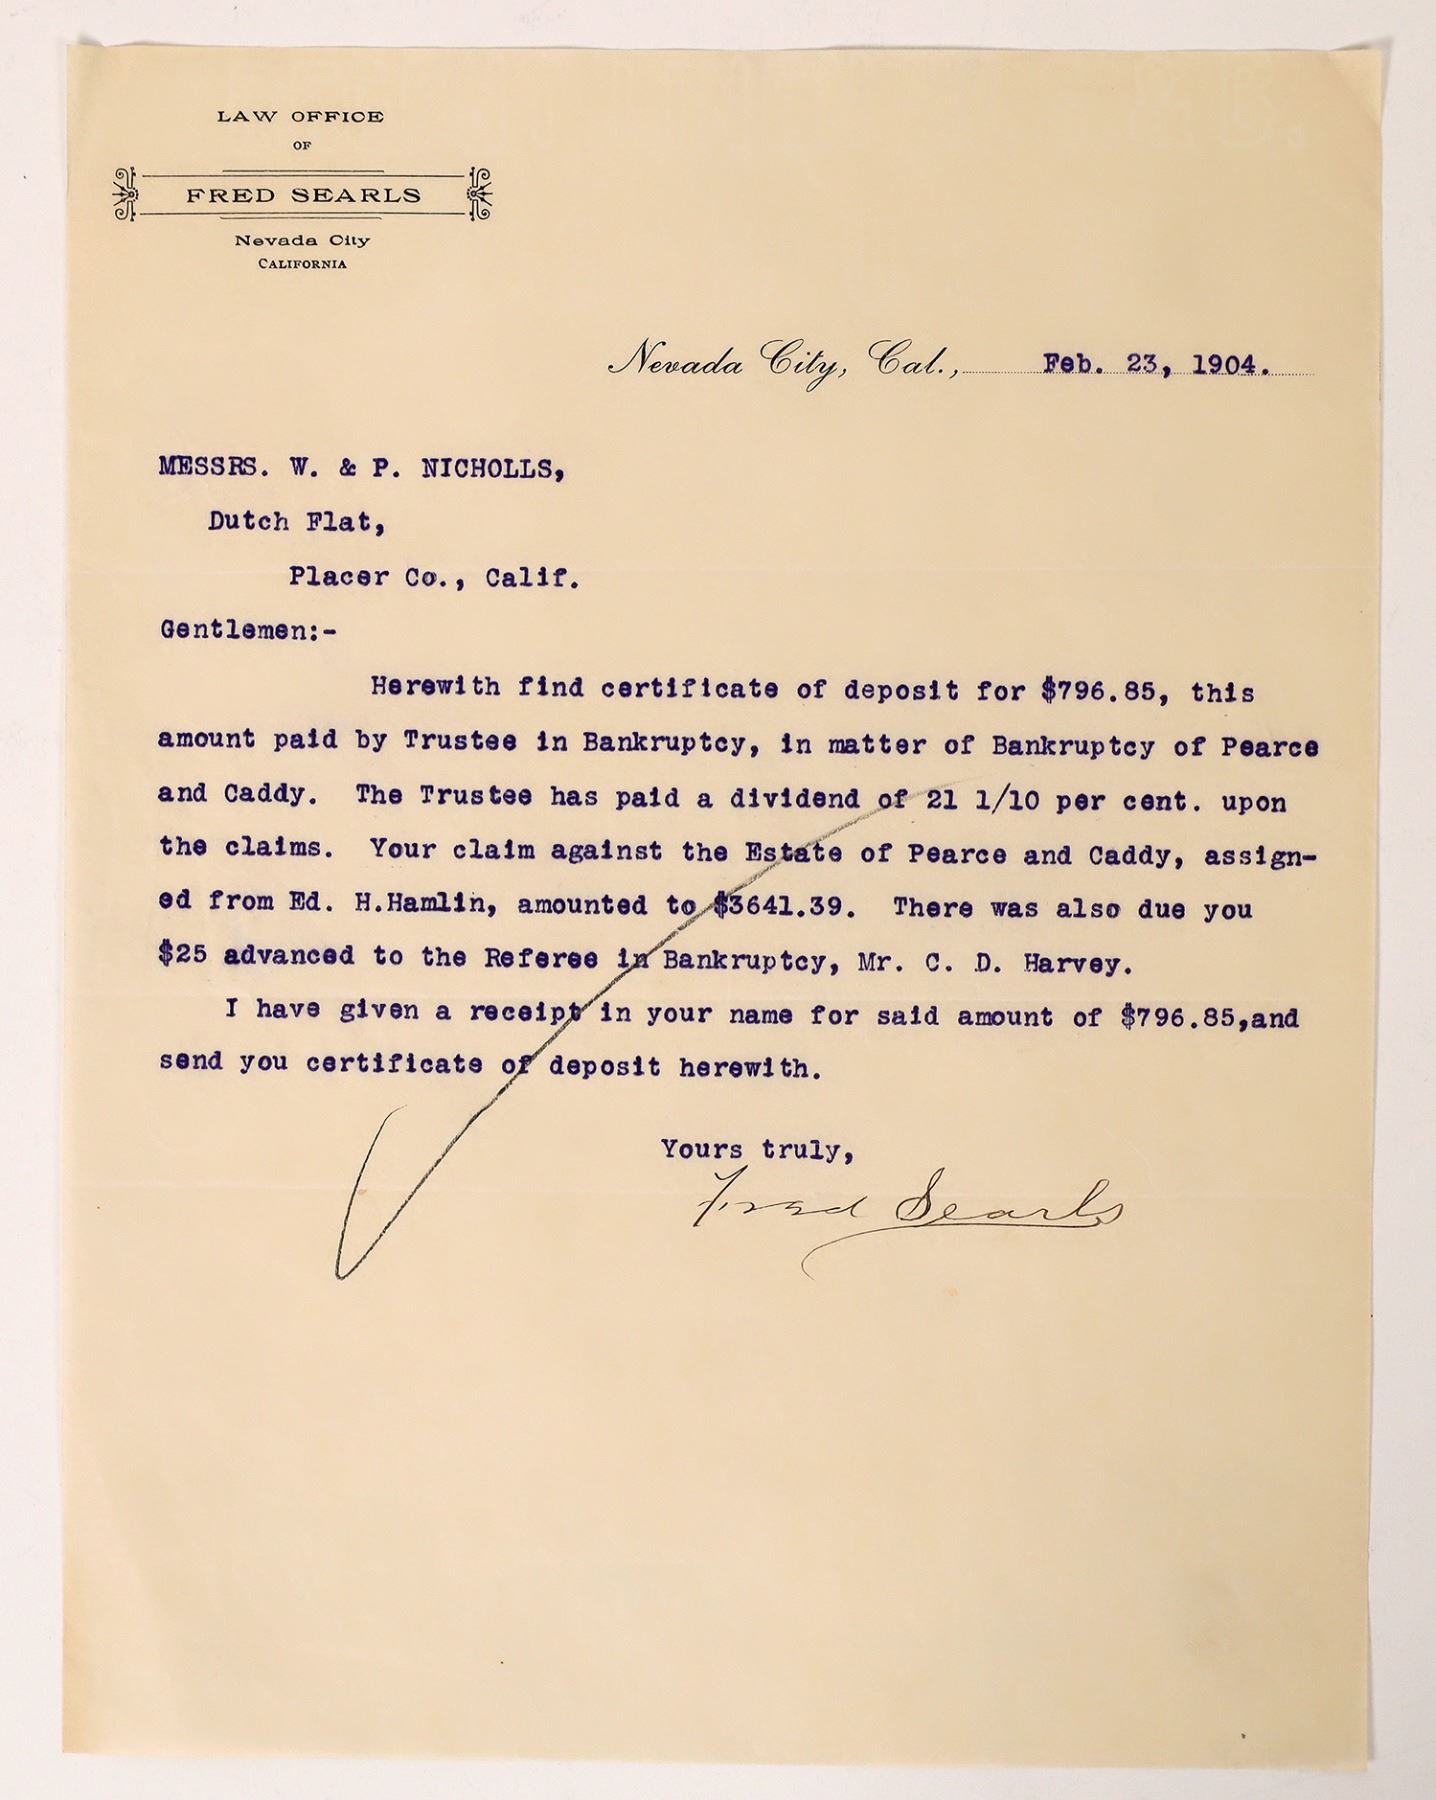 LAW OFFICE
OF
FRED SEARLS
Nevada City
CALIFORNIA
Nevada City, Cal., Feb. 23, 1904.
MESSRS. W. & P. NICHOLLS,
Dutch Flat,
Placer Co., Calif.
Gentlemen:-
Herewith find certificate of deposit for $796.85, this
amount paid by Trustee in Bankruptcy, in matter of Bankruptcy of Pearce
and Caddy. The Trustee has paid a dividend of 21 1/10 per cent. upon
the claims. Your claim against the Estate of Pearce and Caddy, assign-
ed from Ed. H.Hamlin, amounted to $3641.39. There was also due you
$25 advanced to the Referee in Bankruptcy, Mr. C. D. Harvey.
I have given a receipt in your name for said amount of $796.85,and
send you certificate of deposit herewith.
Yours truly,
Fred Searls